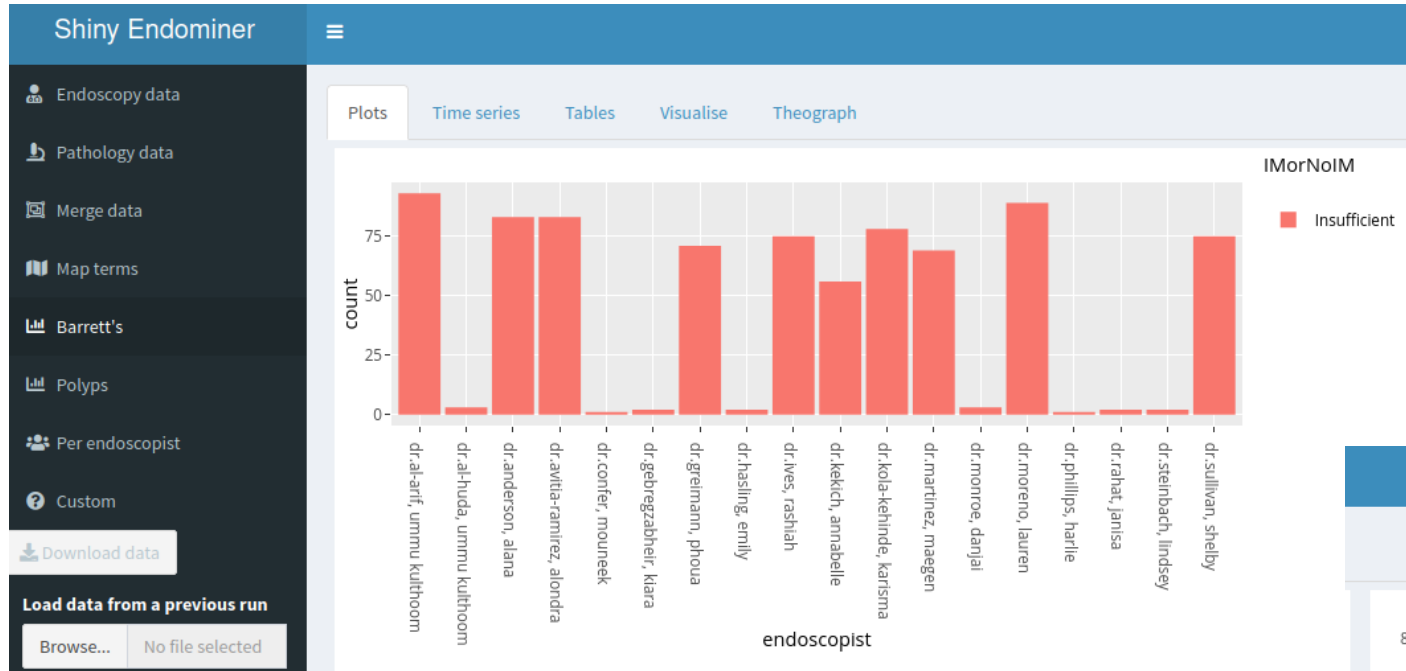 Shiny Endominer
Endoscopy data
Pathology data
Merge data
Map terms
Barrett's
Polyps
Per endoscopist
Custom
Download data
Load data from a previous run
Browse... No file selected
Plots Time series Tables Visualise Theograph
IMorNoIM
Insufficient
count
75
50
25
0
dr.al-arif, ummu kulthoom
dr.al-huda, ummu kulthoom
dr.anderson, alana
dr.avitia-ramirez, alondra
dr.confer, mouneek
dr.gebregzabheir, kiara
dr.greimann, phoua
dr.hasling, emily
dr.ives, rashiah
dr.kekich, annabelle
dr.kola-kehinde, karisma
dr.martinez, maegen
dr.monroe, danjai
dr.moreno, lauren
dr.phillips, harlie
dr.rahat, janisa
dr.steinbach, lindsey
dr.sullivan, shelby
endoscopist